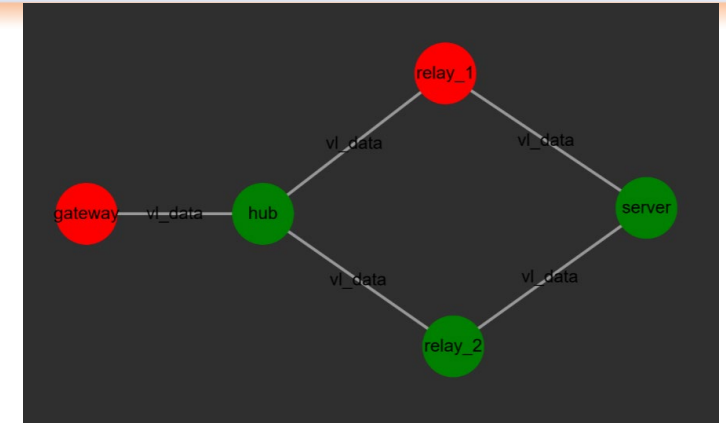 relay_1
vl_data
vl_data
gateway
vl_data
hub
server
vl_data
vl_data
relay_2